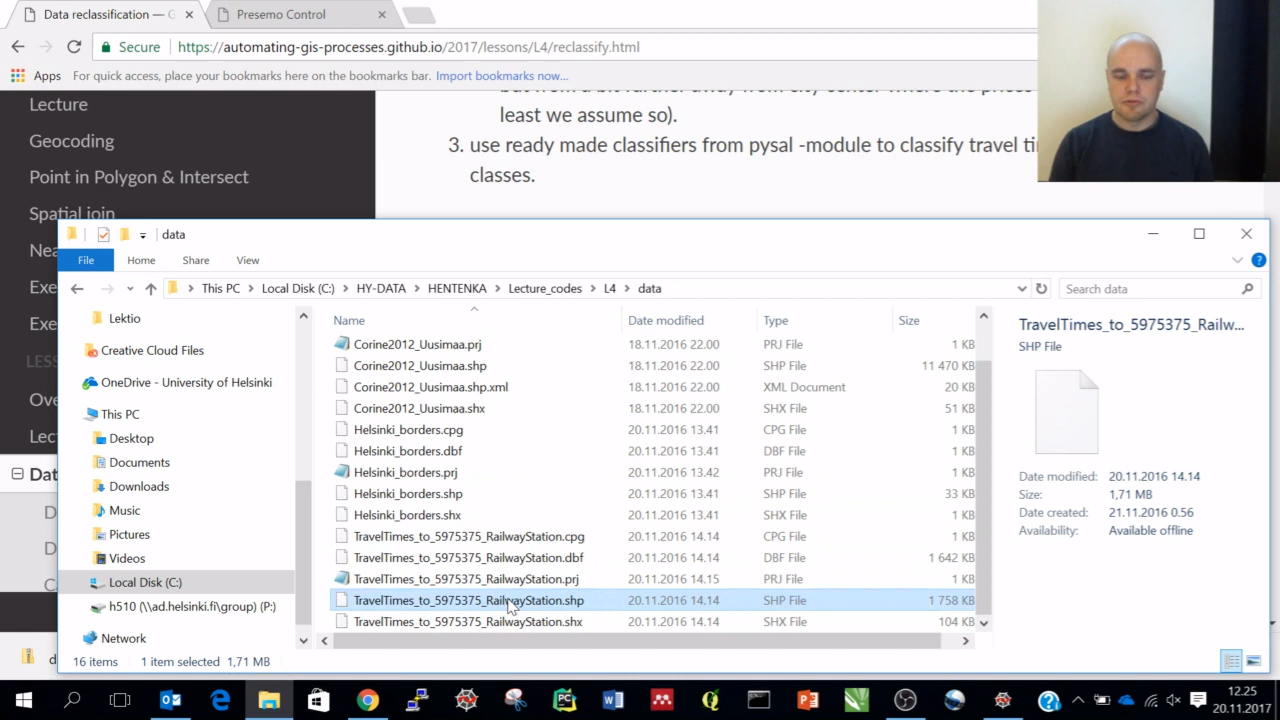 Data reclassification — G
Presemo Control
Secure
https://automating-gis-processes.github.io/2017/lessons/L4/reclassify.html
Apps
For quick access, place your bookmarks here on the bookmarks bar.
Import bookmarks now...
Lecture
Geocoding
Point in Polygon & Intersect
Spatial join
Nea
Exe
Exe
LESS
Ove
Lec
Dat
D
D
Ca
least we assume so).
3. use ready made classifiers from pysal -module to classify travel ti
classes.
data
File
Home
Share
View
This PC
Local Disk (C:)
HY-DATA
HENTENKA
Lecture_codes
L4
data
Search data
Lektio
Creative Cloud Files
OneDrive - University of Helsinki
This PC
Desktop
Documents
Downloads
Music
Pictures
Videos
Local Disk (C:)
h510 (\\ad.helsinki.fi\group) (P:)
Network
Name Date modified Type Size
Corine2012_Uusimaa.prj 18.11.2016 22.00 PRJ File 1 KB
Corine2012_Uusimaa.shp 18.11.2016 22.00 SHP File 11 470 KB
Corine2012_Uusimaa.shp.xml 18.11.2016 22.00 XML Document 20 KB
Corine2012_Uusimaa.shx 18.11.2016 22.00 SHX File 51 KB
Helsinki_borders.cpg 20.11.2016 13.41 CPG File 1 KB
Helsinki_borders.dbf 20.11.2016 13.41 DBF File 1 KB
Helsinki_borders.prj 20.11.2016 13.42 PRJ File 1 KB
Helsinki_borders.shp 20.11.2016 13.41 SHP File 33 KB
Helsinki_borders.shx 20.11.2016 13.41 SHX File 1 KB
TravelTimes_to_5975375_RailwayStation.cpg 20.11.2016 14.14 CPG File 1 KB
TravelTimes_to_5975375_RailwayStation.dbf 20.11.2016 14.14 DBF File 1 642 KB
TravelTimes_to_5975375_RailwayStation.prj 20.11.2016 14.15 PRJ File 1 KB
TravelTimes_to_5975375_RailwayStation.shp 20.11.2016 14.14 SHP File 1 758 KB
TravelTimes_to_5975375_RailwayStation.shx 20.11.2016 14.14 SHX File 104 KB
TravelTimes_to_5975375_Railw...
SHP File
Date modified: 20.11.2016 14.14
Size: 1,71 MB
Date created: 21.11.2016 0.56
Availability: Available offline
16 items 1 item selected 1,71 MB
d
12.25
20.11.2017